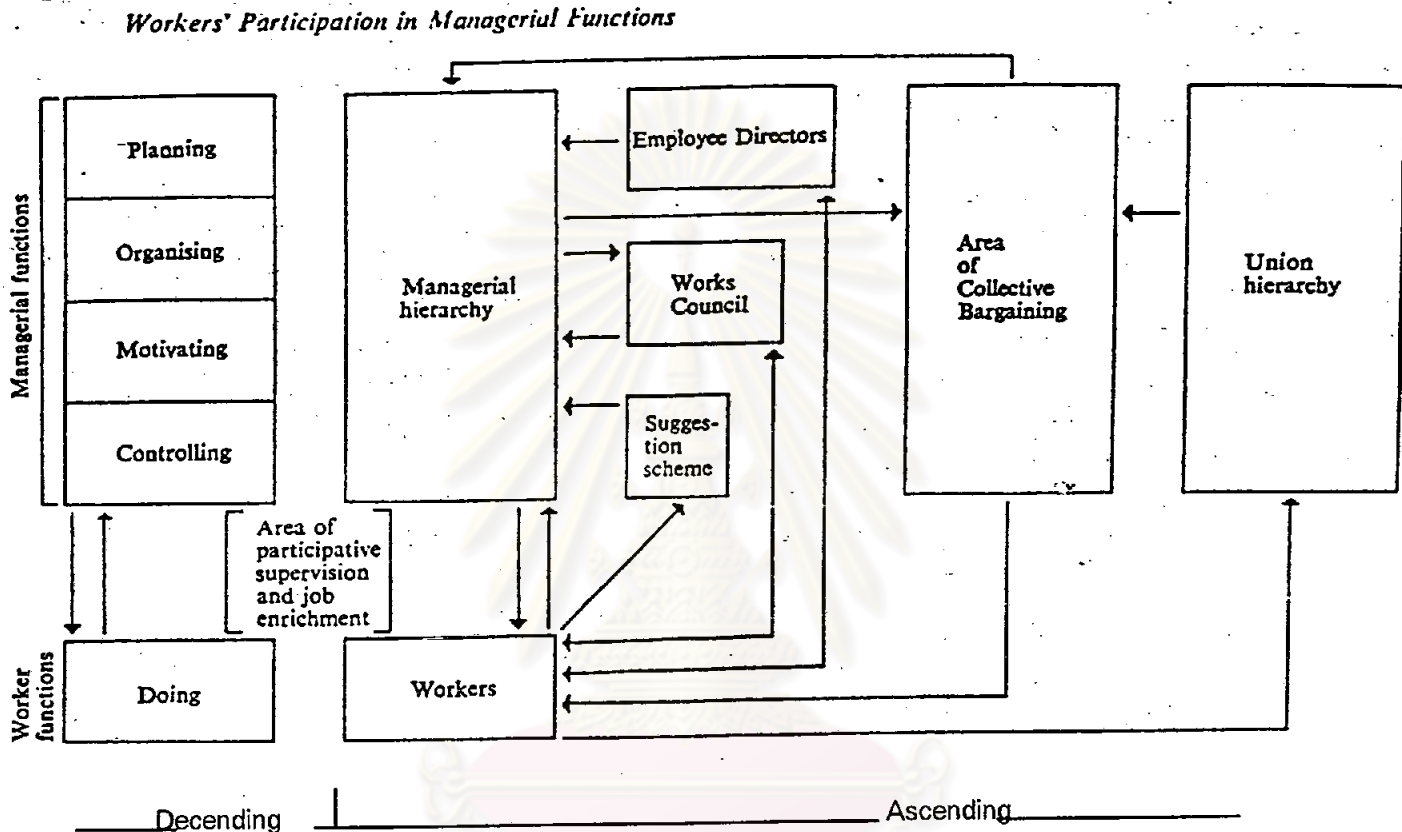 Workers' Participation in Managerial Functions
Managerial functions
Planning
Organising
Motivating
Controlling
Managerial
hierarchy
Employee Directors
Works
Council
Sugges-
tion
scheme
Area
of
Collective
Bargaining
Union
hierarchy
Area of
participative
supervision
and job
enrichment
Worker
functions
Doing
Workers
Decending
Ascending